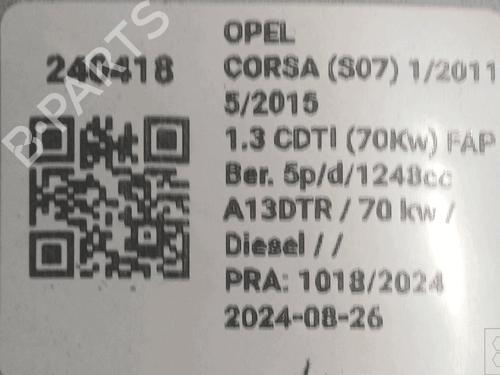 OPEL
240418
CORSA (S07) 1/2011
5/2015
1.3 CDTI (70Kw) FAP
Ber. 5p/d/1248cc
A13DTR / 70 kw /
Diesel / /
PRA: 1018/2024
2024-08-26
B-PARTS